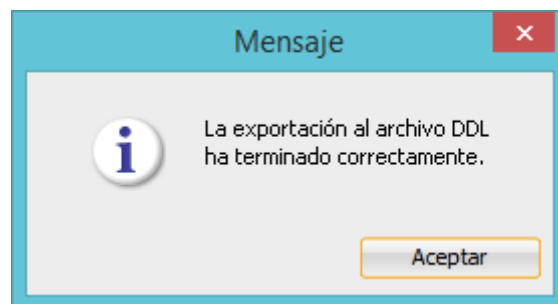 Mensaje
La exportación al archivo DDL
ha terminado correctamente.
Aceptar